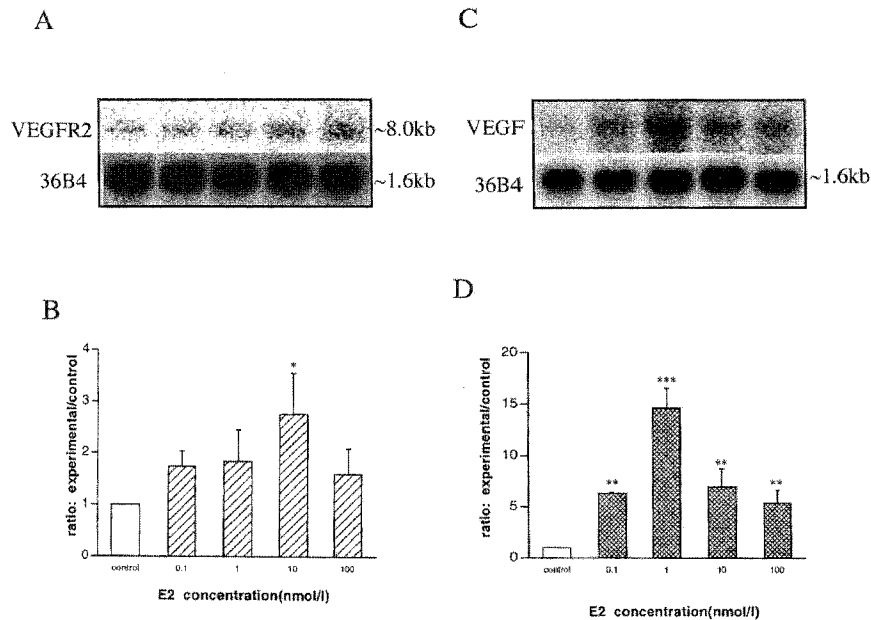 A
VEGFR2
~8.0kb
36B4
~1.6kb
B
ratio: experimental/control
4
*
3
2
1
0
control
0.1
1
10
100
E2 concentration(nmol/l)
C
VEGF
36B4
~1.6kb
D
ratio: experimental/control
20
***
15
10
**
**
**
5
0
control
0.1
1
10
100
E2 concentration(nmol/l)